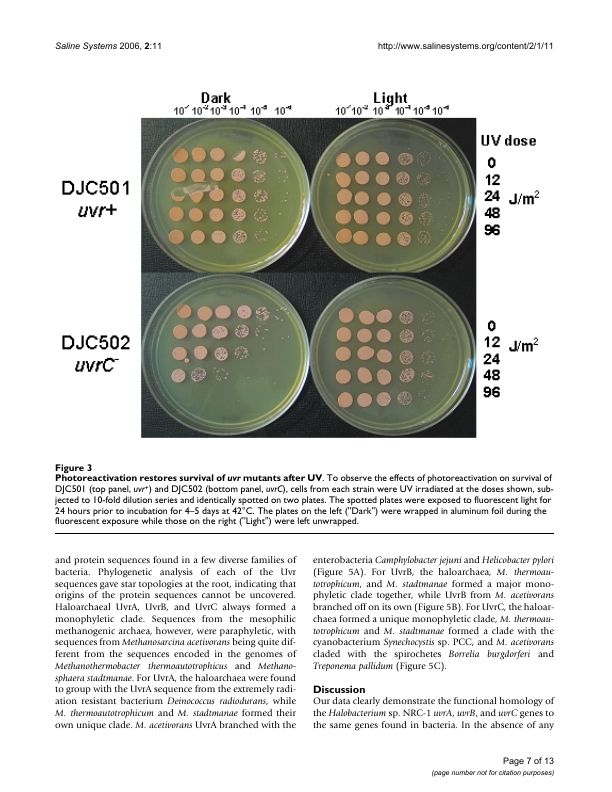 Saline Systems 2006, 2:11
http://www.salinesystems.org/content/2/1/11
Dark
Light
10⁻¹ 10⁻² 10⁻³ 10⁻⁴ 10⁻⁵ 10⁻⁶
10⁻¹ 10⁻² 10⁻³ 10⁻⁴ 10⁻⁵ 10⁻⁶
UV dose
DJC501
uvr+
0
12
24 J/m²
48
96
DJC502
uvrC⁻
0
12 J/m²
24
48
96
Figure 3
Photoreactivation restores survival of uvr mutants after UV. To observe the effects of photoreactivation on survival of
DJC501 (top panel, uvr⁺) and DJC502 (bottom panel, uvrC), cells from each strain were UV irradiated at the doses shown, sub-
jected to 10-fold dilution series and identically spotted on two plates. The spotted plates were exposed to fluorescent light for
24 hours prior to incubation for 4–5 days at 42°C. The plates on the left ("Dark") were wrapped in aluminum foil during the
fluorescent exposure while those on the right ("Light") were left unwrapped.
and protein sequences found in a few diverse families of
bacteria. Phylogenetic analysis of each of the Uvr
sequences gave star topologies at the root, indicating that
origins of the protein sequences cannot be uncovered.
Haloarchaeal UvrA, UvrB, and UvrC always formed a
monophyletic clade. Sequences from the mesophilic
methanogenic archaea, however, were paraphyletic, with
sequences from Methanosarcina acetivorans being quite dif-
ferent from the sequences encoded in the genomes of
Methanothermobacter thermoautotrophicus and Methano-
sphaera stadtmanae. For UvrA, the haloarchaea were found
to group with the UvrA sequence from the extremely radi-
ation resistant bacterium Deinococcus radiodurans, while
M. thermoautotrophicum and M. stadtmanae formed their
own unique clade. M. acetivorans UvrA branched with the
enterobacteria Camphylobacter jejuni and Helicobacter pylori
(Figure 5A). For UvrB, the haloarchaea, M. thermoau-
totrophicum, and M. stadtmanae formed a major mono-
phyletic clade together, while UvrB from M. acetivorans
branched off on its own (Figure 5B). For UvrC, the haloar-
chaea formed a unique monophyletic clade, M. thermoau-
totrophicum and M. stadtmanae formed a clade with the
cyanobacterium Synechocystis sp. PCC, and M. acetivorans
claded with the spirochetes Borrelia burgdorferi and
Treponema pallidum (Figure 5C).
Discussion
Our data clearly demonstrate the functional homology of
the Halobacterium sp. NRC-1 uvrA, uvrB, and uvrC genes to
the same genes found in bacteria. In the absence of any
Page 7 of 13
(page number not for citation purposes)